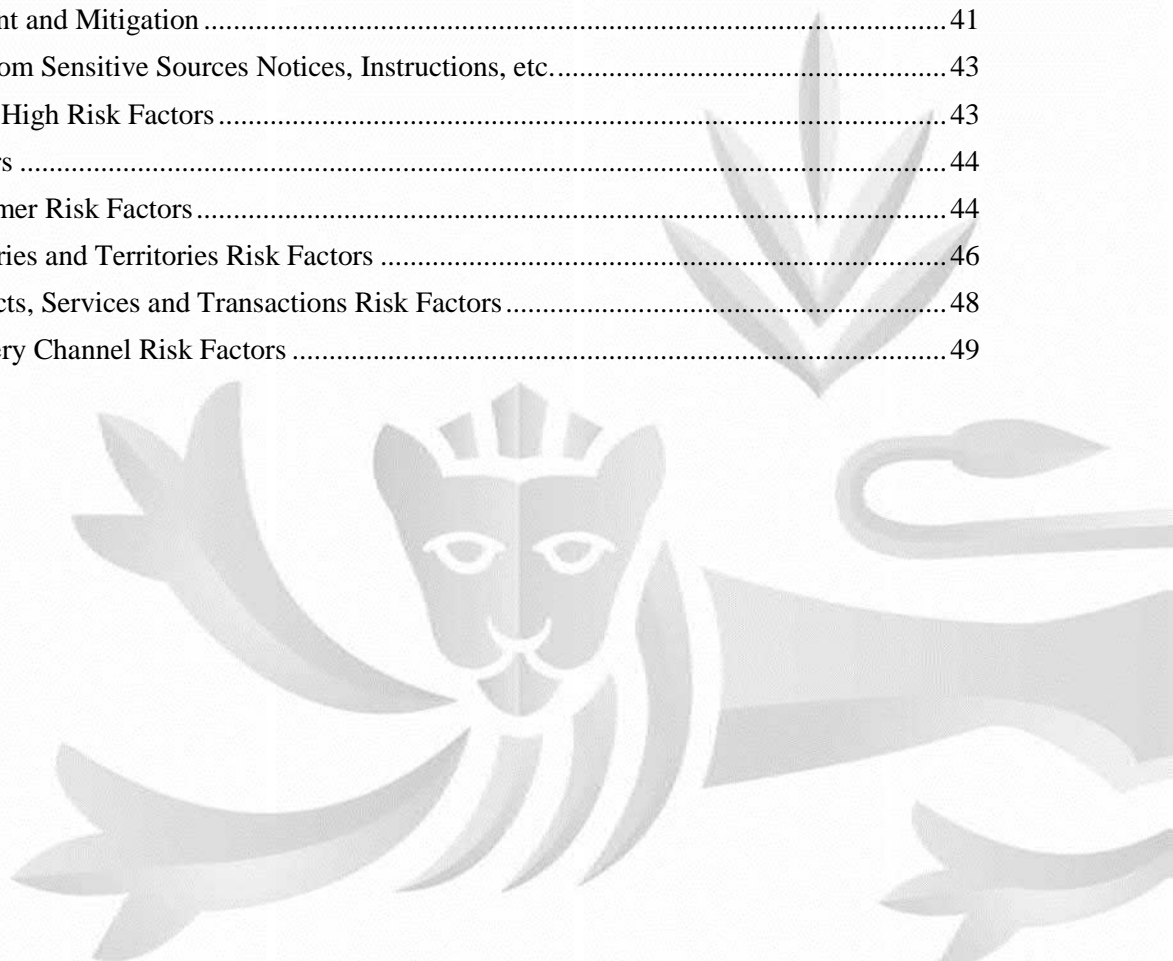 nt and Mitigation ........................................................................................................ 41
om Sensitive Sources Notices, Instructions, etc. ..................................................... 43
High Risk Factors .................................................................................................... 43
rs ............................................................................................................................... 44
mer Risk Factors ....................................................................................................... 44
ries and Territories Risk Factors ............................................................................. 46
cts, Services and Transactions Risk Factors ............................................................ 48
ery Channel Risk Factors ......................................................................................... 49